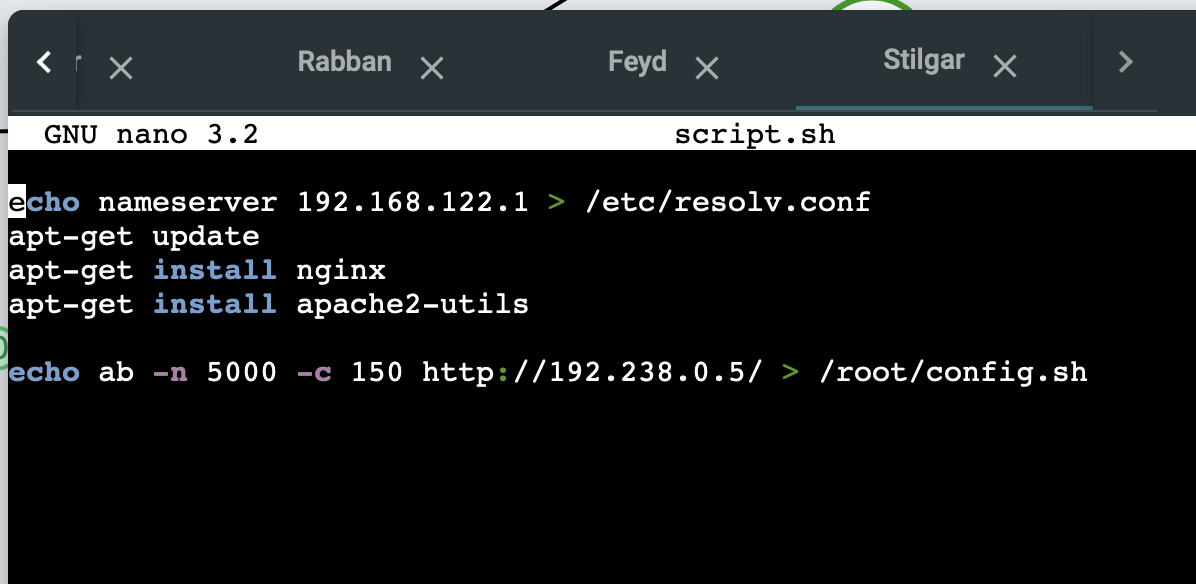 Rabban Feyd Stilgar
GNU nano 3.2 script.sh
echo nameserver 192.168.122.1 > /etc/resolv.conf
apt-get update
apt-get install nginx
apt-get install apache2-utils
echo ab -n 5000 -c 150 http://192.238.0.5/ > /root/config.sh